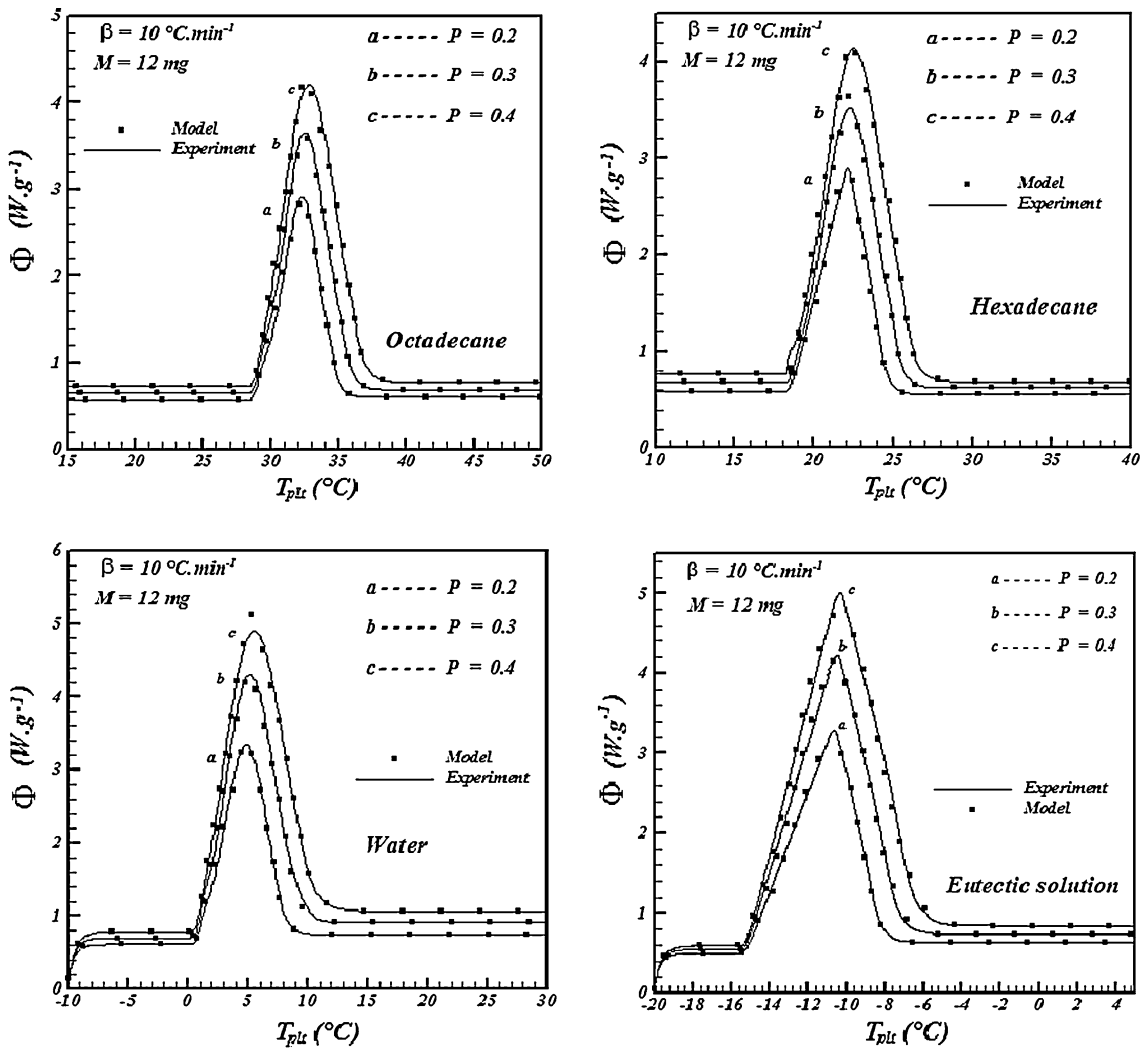 β = 10 °C.min⁻¹
M = 12 mg
a ----- P = 0.2
b ------ P = 0.3
c ------ P = 0.4
Model
Experiment
c
b
a
Octadecane
Φ (W.g⁻¹)
5
4
3
2
1
0
15 20 25 30 35 40 45 50
Tplt (°C)
β = 10 °C.min⁻¹
M = 12 mg
a ----- P = 0.2
b ------ P = 0.3
c ------ P = 0.4
Model
Experiment
c
b
a
Hexadecane
Φ (W.g⁻¹)
4
3
2
1
0
10 15 20 25 30 35 40
Tplt (°C)
β = 10 °C.min⁻¹
M = 12 mg
a ----- P = 0.2
b ------ P = 0.3
c ------ P = 0.4
Model
Experiment
c
b
a
Water
Φ (W.g⁻¹)
6
5
4
3
2
1
0
-10 -5 0 5 10 15 20 25 30
Tplt (°C)
β = 10 °C.min⁻¹
M = 12 mg
a ----- P = 0.2
b ----- P = 0.3
c ----- P = 0.4
Experiment
Model
c
b
a
Eutectic solution
Φ (W.g⁻¹)
5
4
3
2
1
0
-20 -18 -16 -14 -12 -10 -8 -6 -4 -2 0 2 4
Tplt (°C)